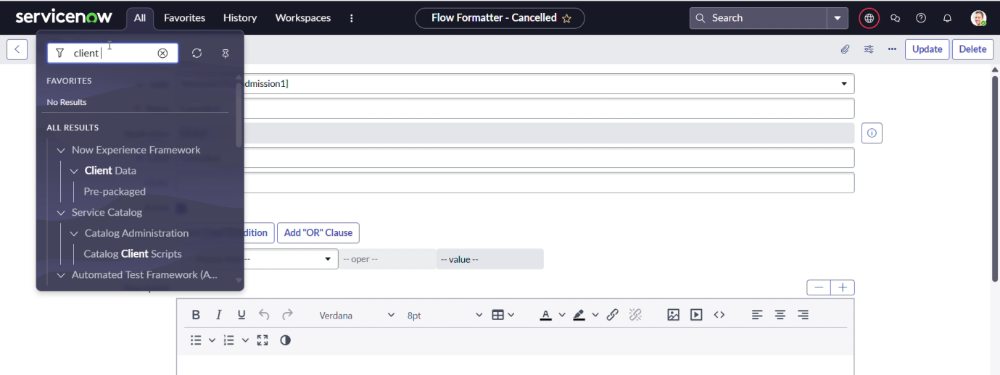 servicenow All Favorites History Workspaces Flow Formatter - Cancelled Search
client
Update Delete
FAVORITES
No Results
ALL RESULTS
Now Experience Framework
Client Data
Pre-packaged
Service Catalog
Catalog Administration
Catalog Client Scripts
Automated Test Framework (A...
dmission1]
dition] Add "OR" Clause
-- -- oper -- -- value --
Verdana 8pt